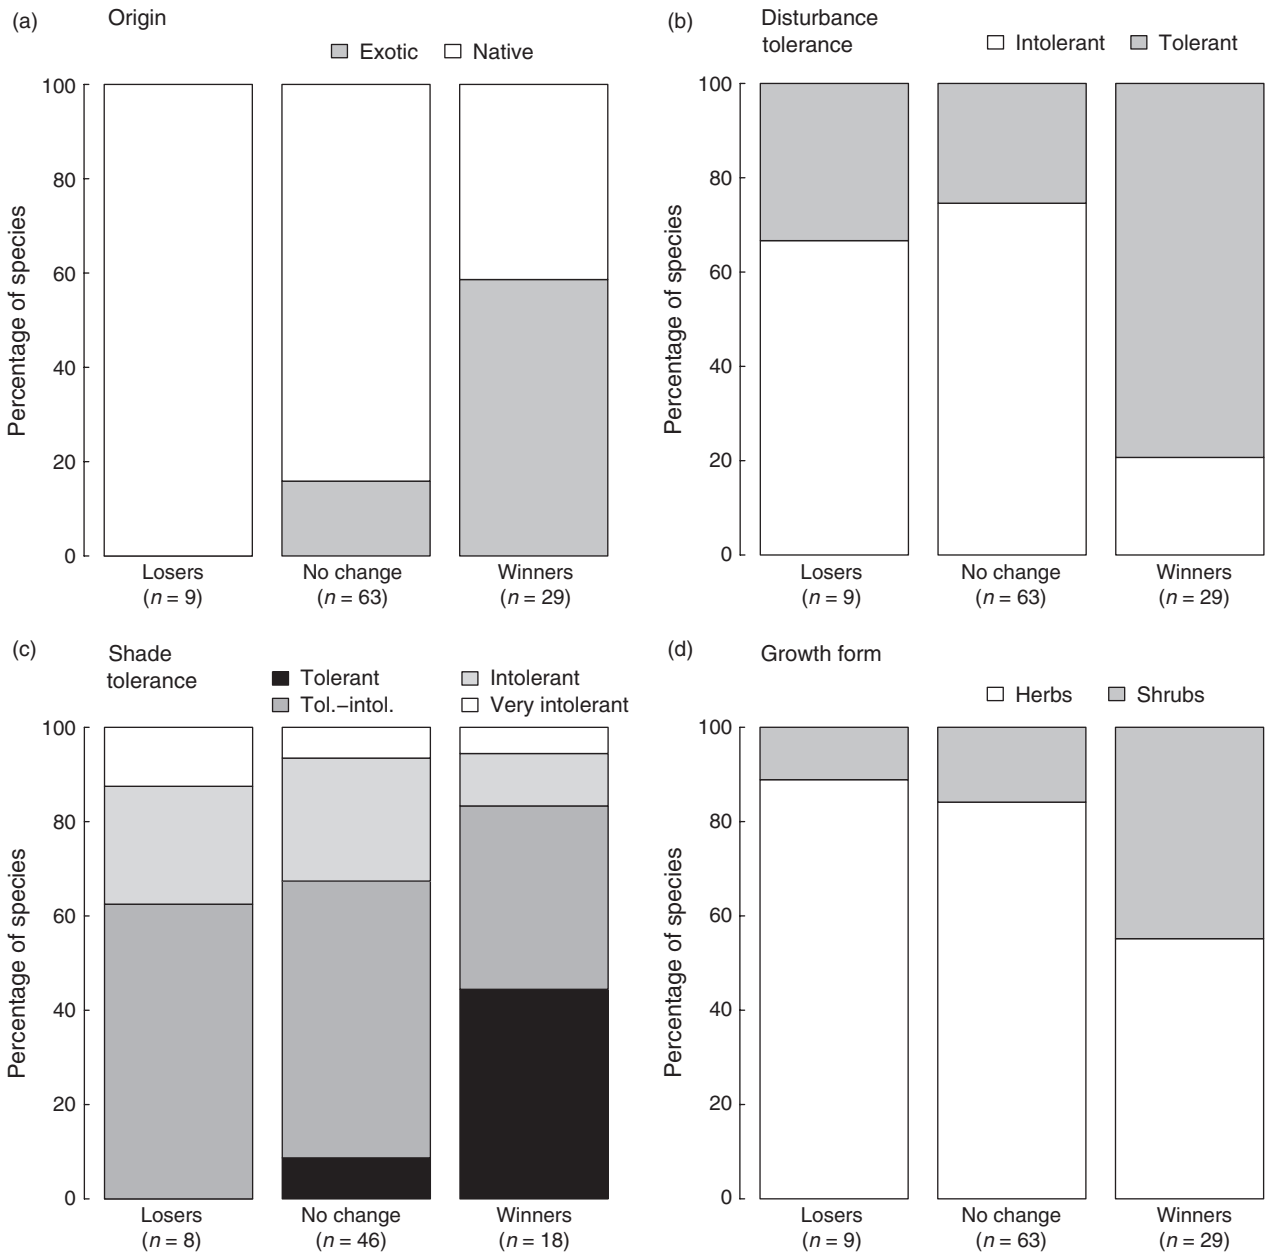 (a) Origin
Exotic Native
100
80
60
40
20
0
Percentage of species
Losers No change Winners
(n = 9) (n = 63) (n = 29)
(b) Disturbance
tolerance
Intolerant Tolerant
100
80
60
40
20
0
Percentage of species
Losers No change Winners
(n = 9) (n = 63) (n = 29)
(c) Shade
tolerance
Tolerant Intolerant
Tol.–intol. Very intolerant
100
80
60
40
20
0
Percentage of species
Losers No change Winners
(n = 8) (n = 46) (n = 18)
(d) Growth form
Herbs Shrubs
100
80
60
40
20
0
Percentage of species
Losers No change Winners
(n = 9) (n = 63) (n = 29)